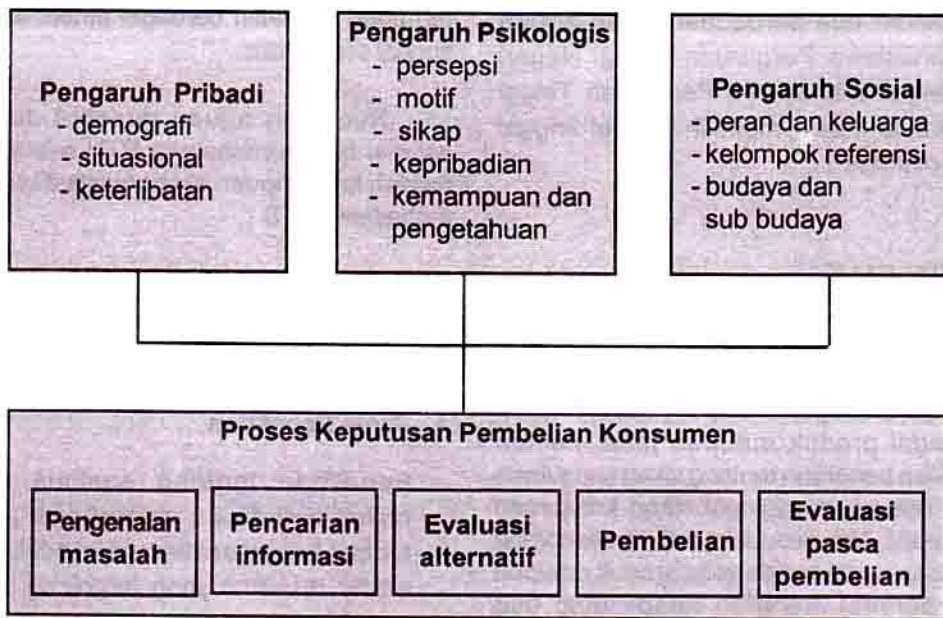 Pengaruh Pribadi
- demografi
- situasional
- keterlibatan
Pengaruh Psikologis
- persepsi
- motif
- sikap
- kepribadian
- kemampuan dan
pengetahuan
Pengaruh Sosial
- peran dan keluarga
- kelompok referensi
- budaya dan
sub budaya
Proses Keputusan Pembelian Konsumen
Pengenalan
masalah
Pencarian
informasi
Evaluasi
alternatif
Pembelian
Evaluasi
pasca
pembelian